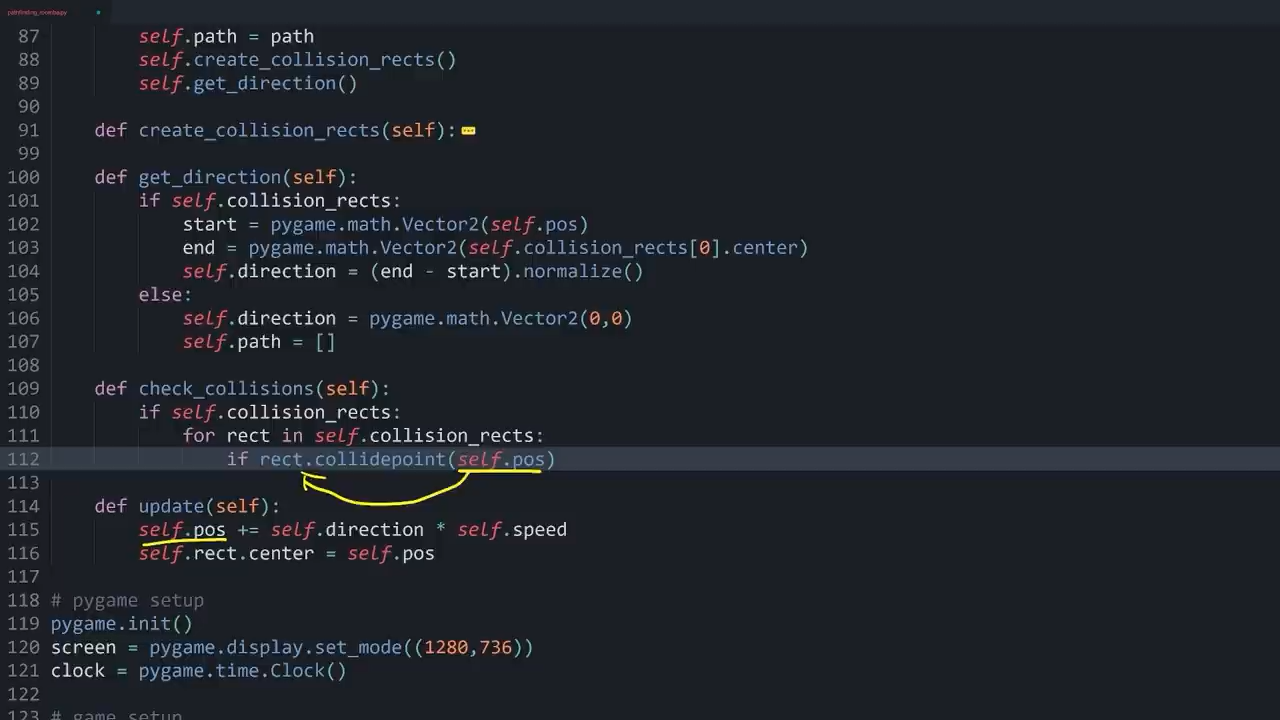 pathfinding_roomba.py
87 self.path = path
88 self.create_collision_rects()
89 self.get_direction()
90
91 def create_collision_rects(self):
99
100 def get_direction(self):
101 if self.collision_rects:
102 start = pygame.math.Vector2(self.pos)
103 end = pygame.math.Vector2(self.collision_rects[0].center)
104 self.direction = (end - start).normalize()
105 else:
106 self.direction = pygame.math.Vector2(0,0)
107 self.path = []
108
109 def check_collisions(self):
110 if self.collision_rects:
111 for rect in self.collision_rects:
112 if rect.collidepoint(self.pos)
113
114 def update(self):
115 self.pos += self.direction * self.speed
116 self.rect.center = self.pos
117
118 # pygame setup
119 pygame.init()
120 screen = pygame.display.set_mode((1280,736))
121 clock = pygame.time.Clock()
122
123 # game setup